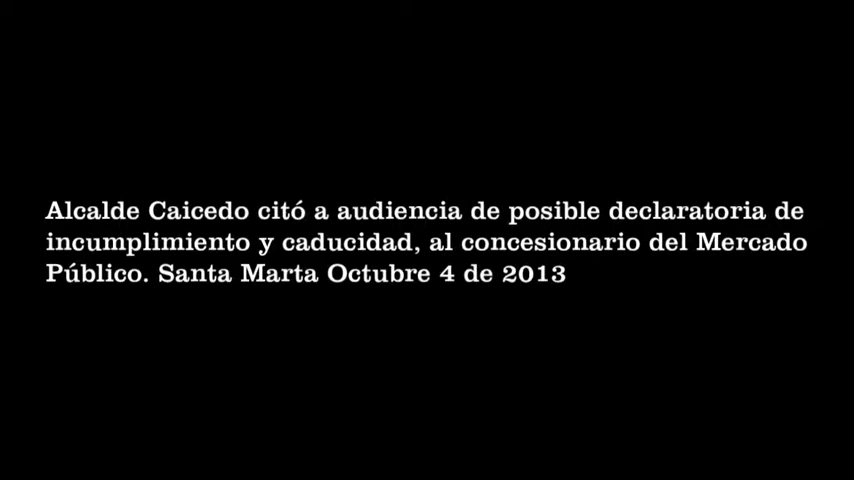 Alcalde Caicedo citó a audiencia de posible declaratoria de
incumplimiento y caducidad, al concesionario del Mercado
Público. Santa Marta Octubre 4 de 2013